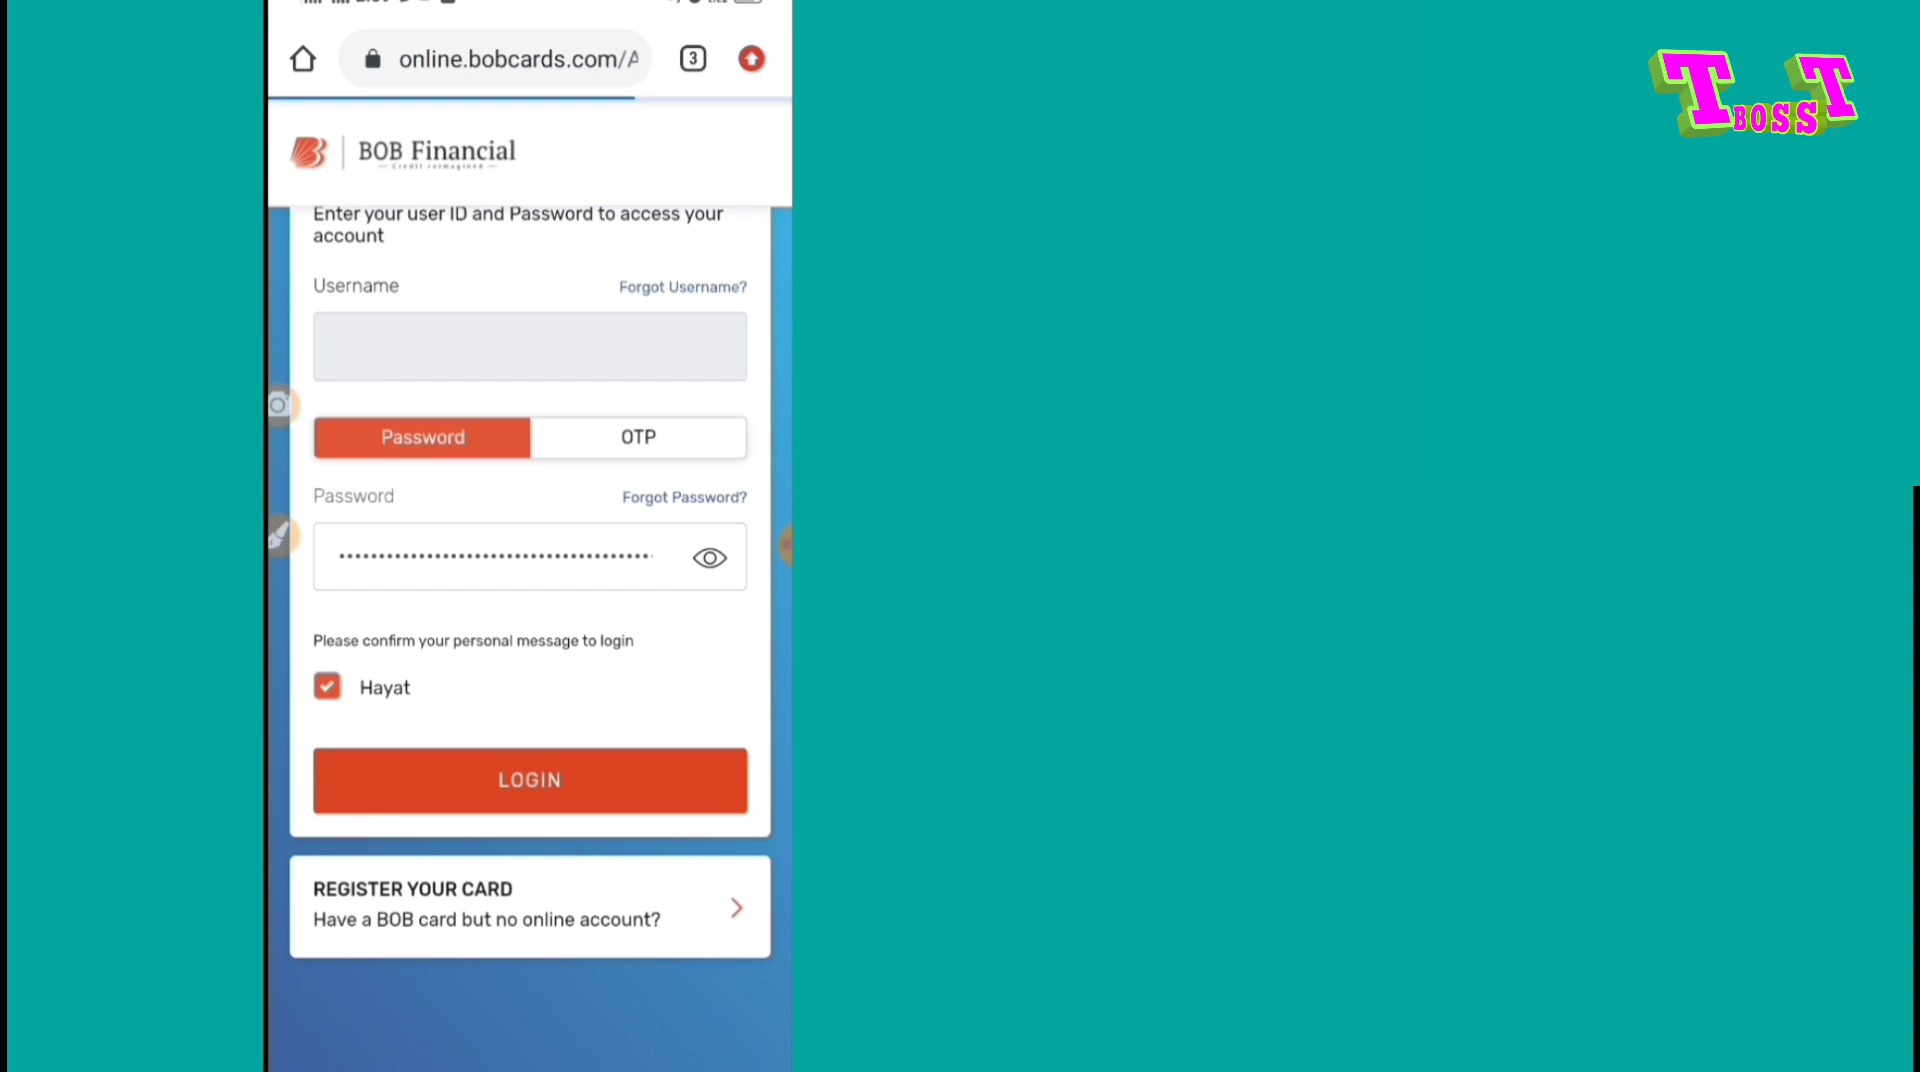 online.bobcards.com/A
3
BOB Financial
Credit reimagined
Enter your user ID and Password to access your
account
Username
Forgot Username?
Password
OTP
Password
Forgot Password?
Please confirm your personal message to login
Hayat
LOGIN
REGISTER YOUR CARD
Have a BOB card but no online account?
T BOSS T